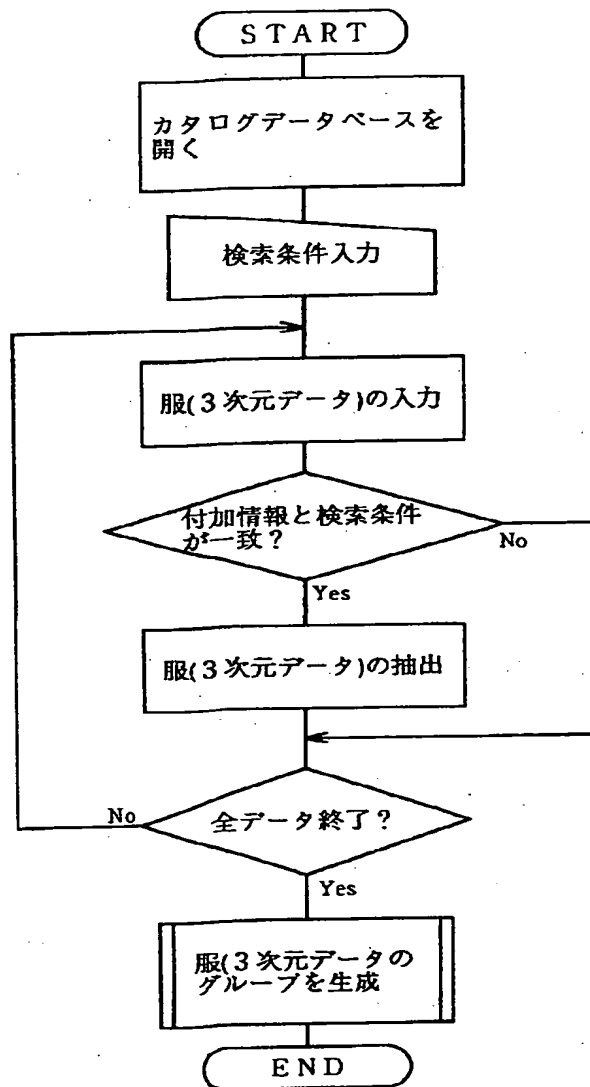 START
カタログデータベースを
開く
検索条件入力
服(3次元データ)の入力
付加情報と検索条件
が一致?
No
Yes
服(3次元データ)の抽出
No
全データ終了?
Yes
服(3次元データの
グループを生成
END